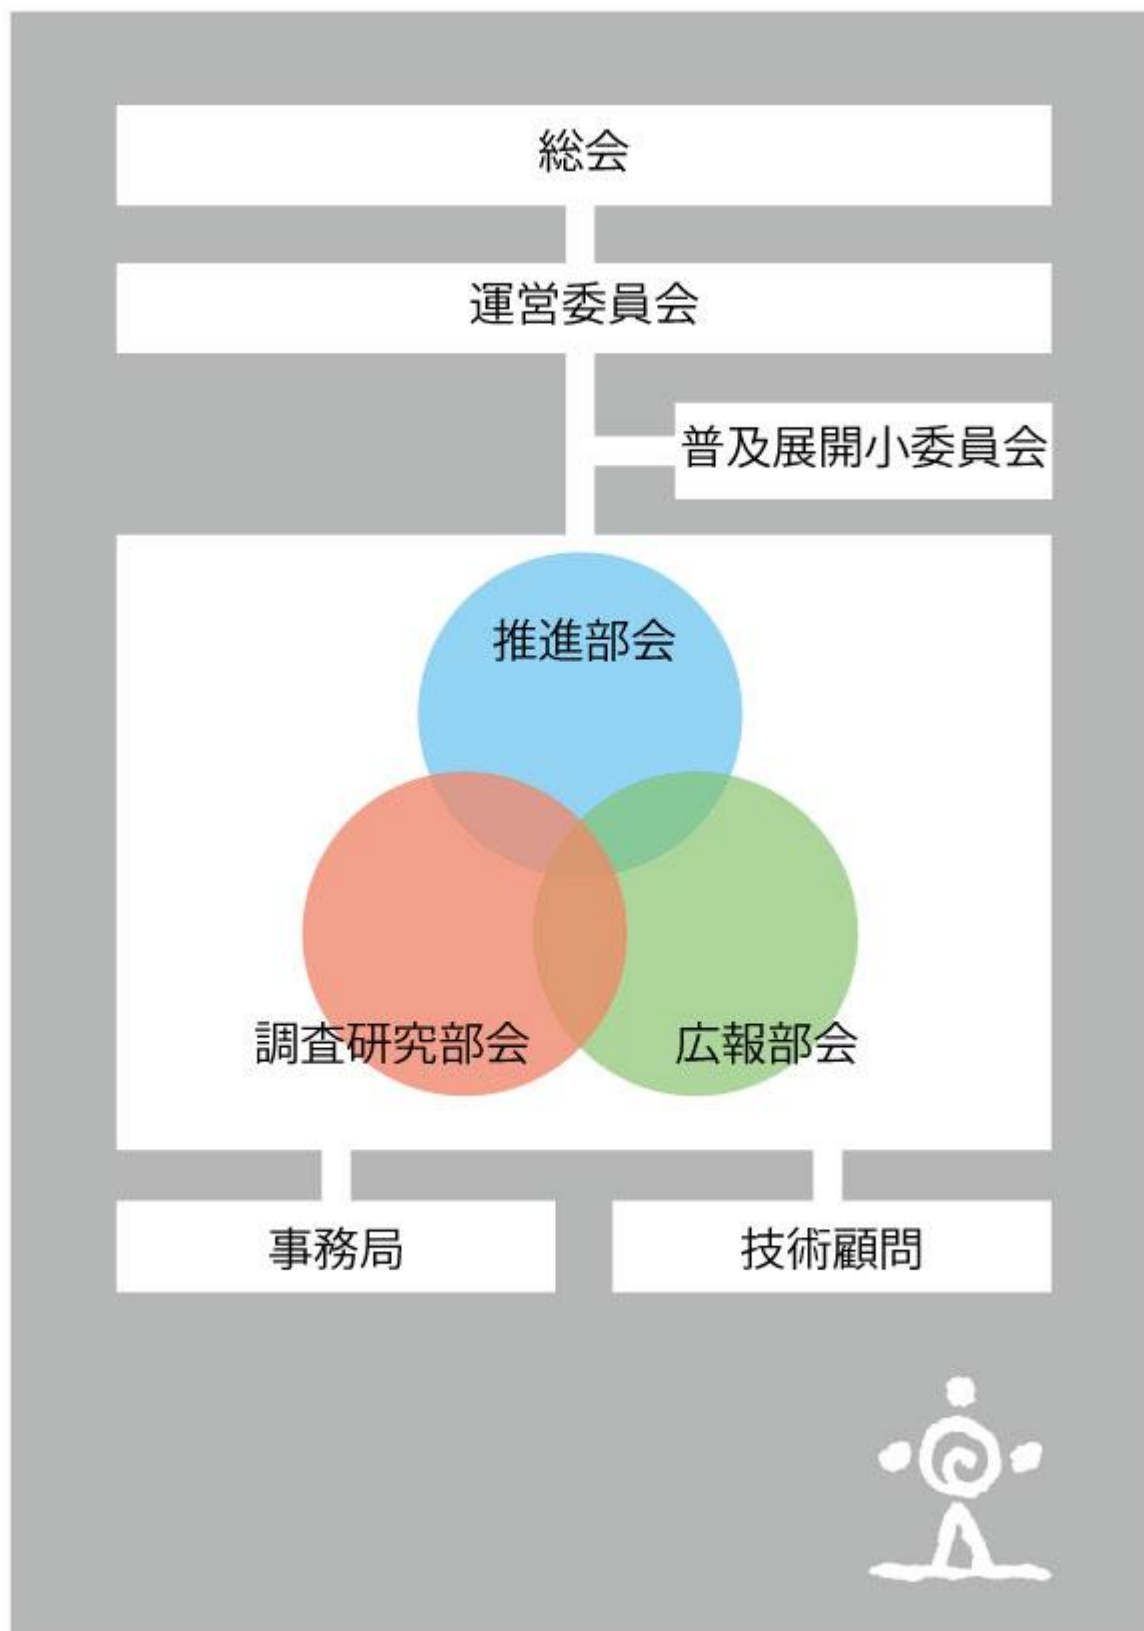 総会
運営委員会
普及展開小委員会
推進部会
調査研究部会
広報部会
事務局
技術顧問